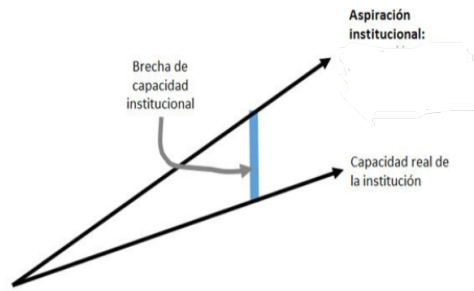 Aspiración
institucional:
Brecha de
capacidad
institucional
Capacidad real de
la institución